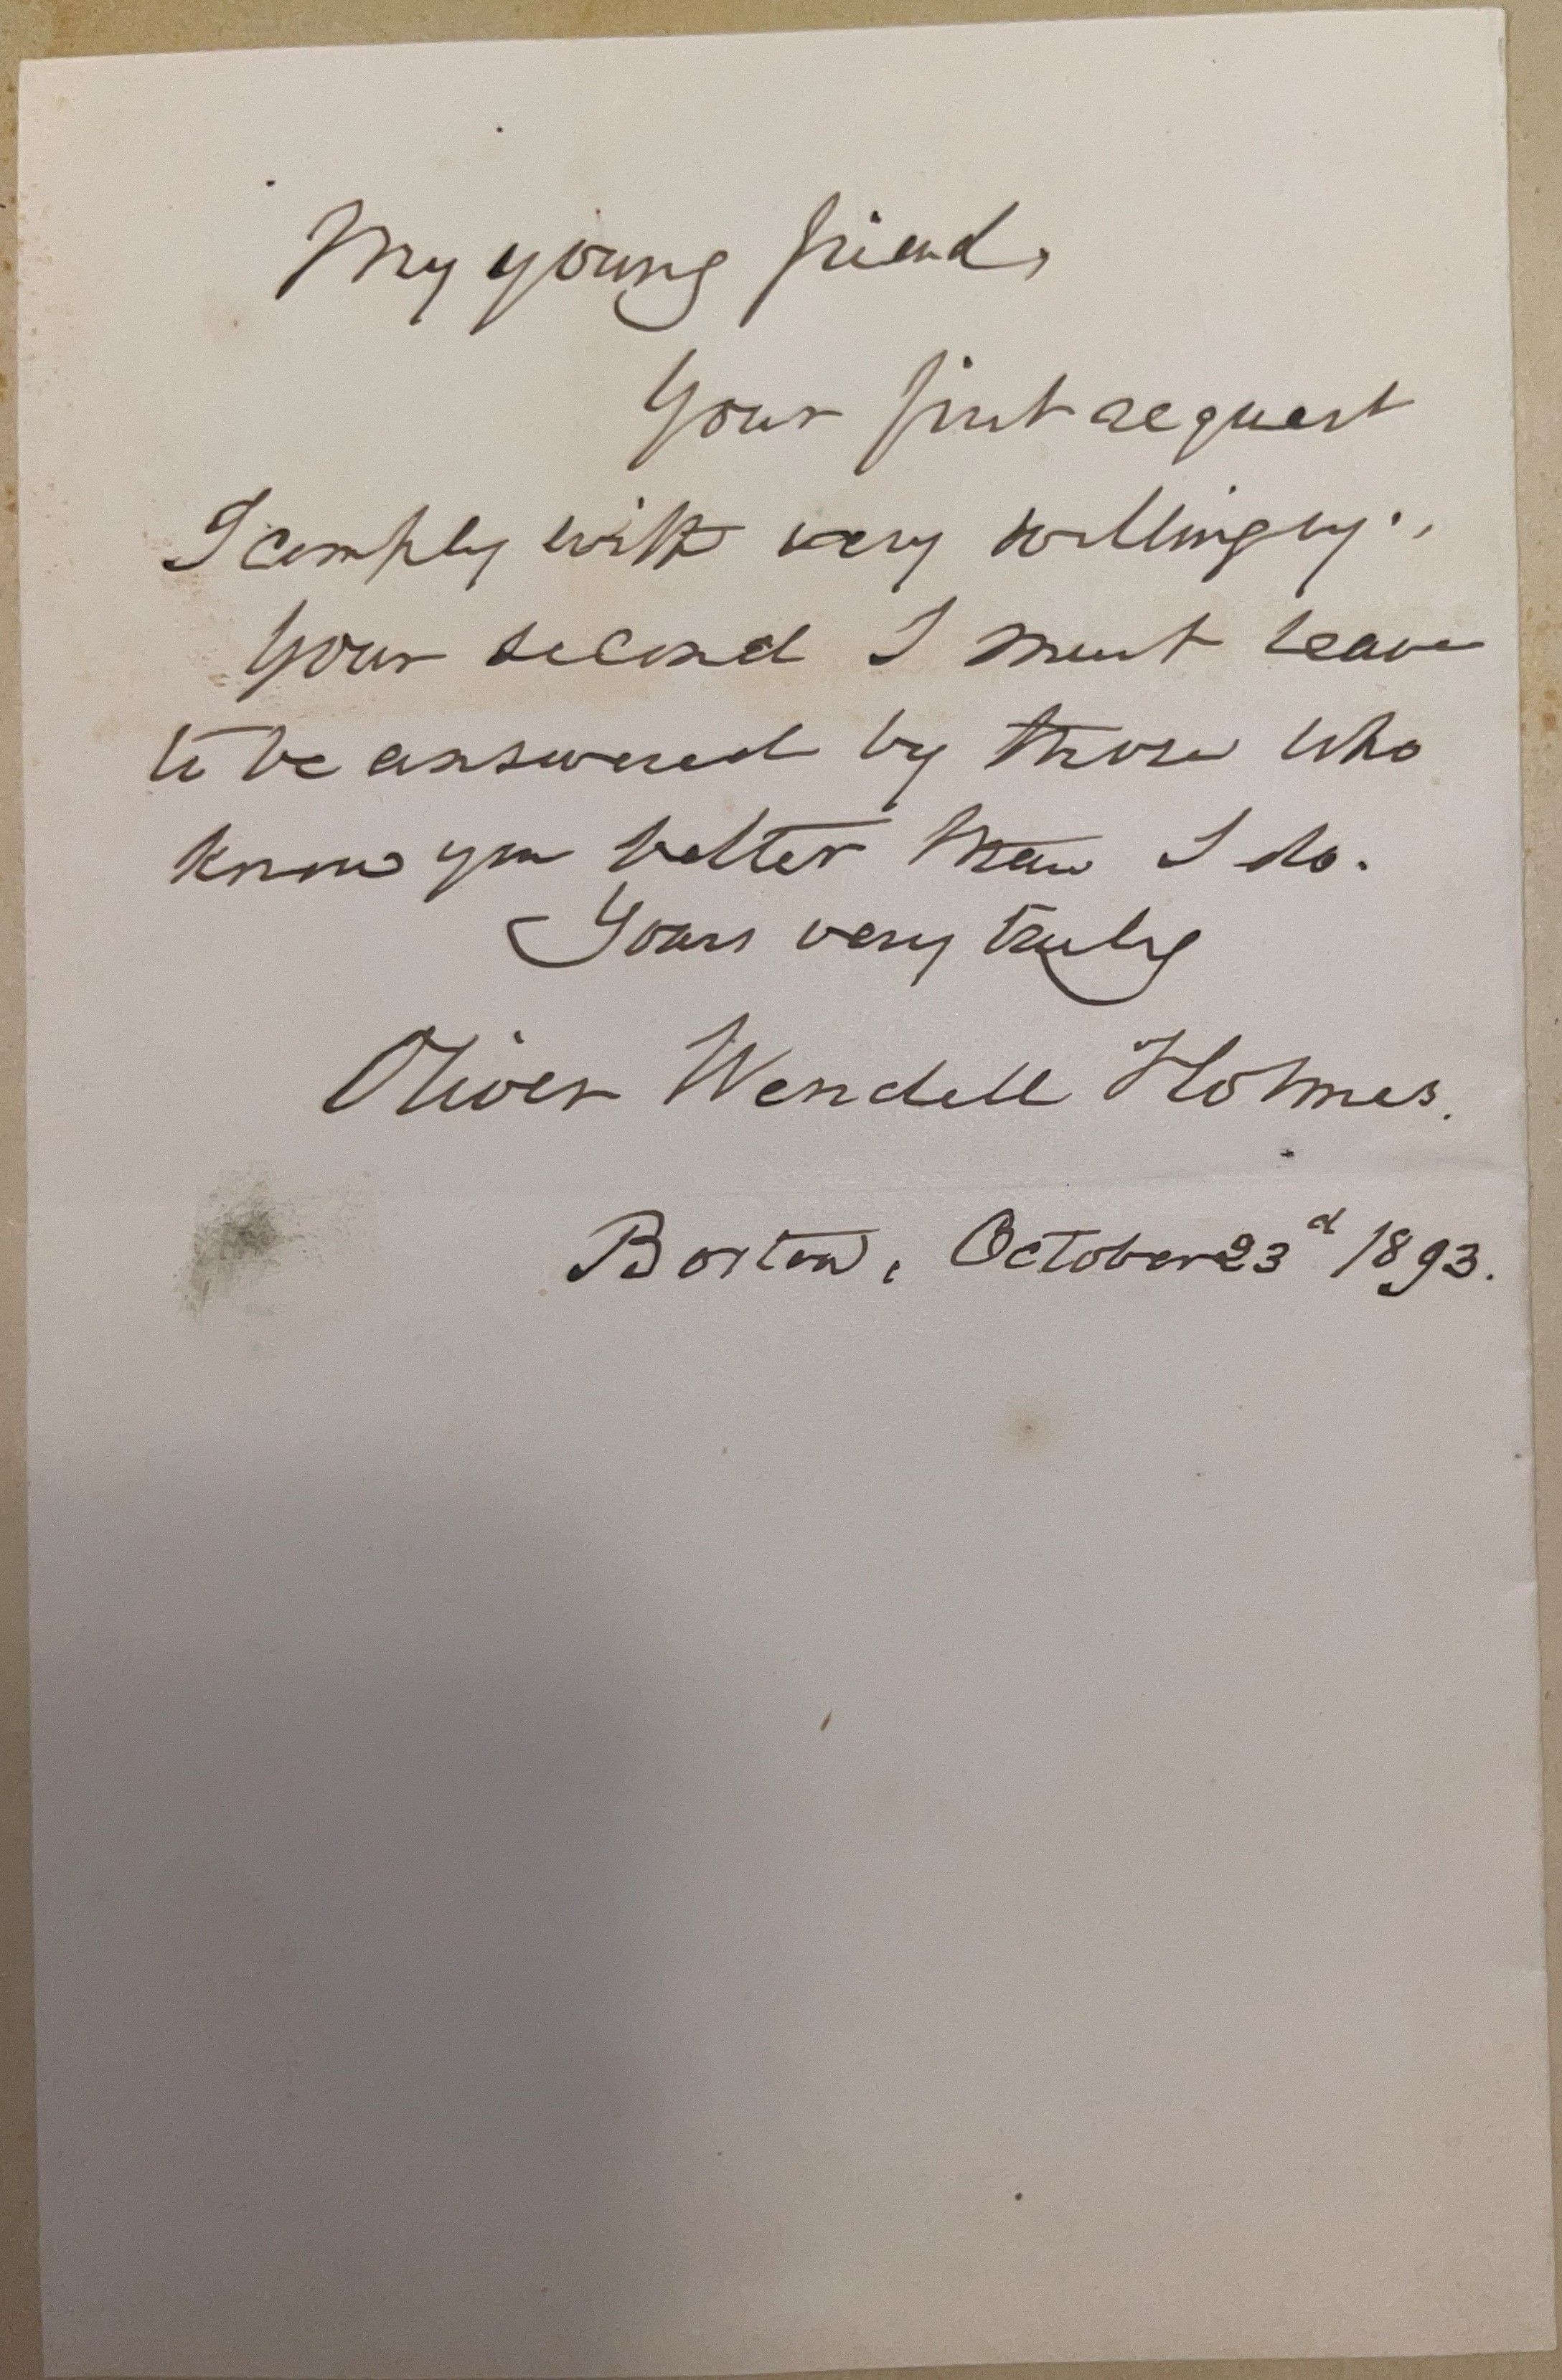 My young friend,
Your first request
I comply with very willingly.,
Your second I must leave
to be answered by those who
know you better than I do.
Yours very truly
Oliver Wendell Holmes.
Boston, October 23d 1893.